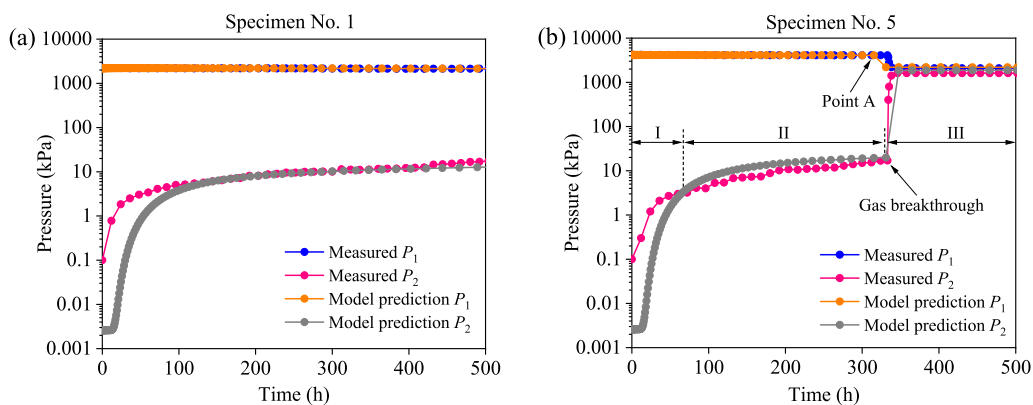 Specimen No. 1
(a)
10000
1000
100
10
1
0.1
0.01
0.001
Pressure (kPa)
Measured P1
Measured P2
Model prediction P1
Model prediction P2
0 100 200 300 400 500
Time (h)
Specimen No. 5
(b)
10000
1000
100
10
1
0.1
0.01
0.001
Pressure (kPa)
Point A
I II III
Gas breakthrough
Measured P1
Measured P2
Model prediction P1
Model prediction P2
0 100 200 300 400 500
Time (h)